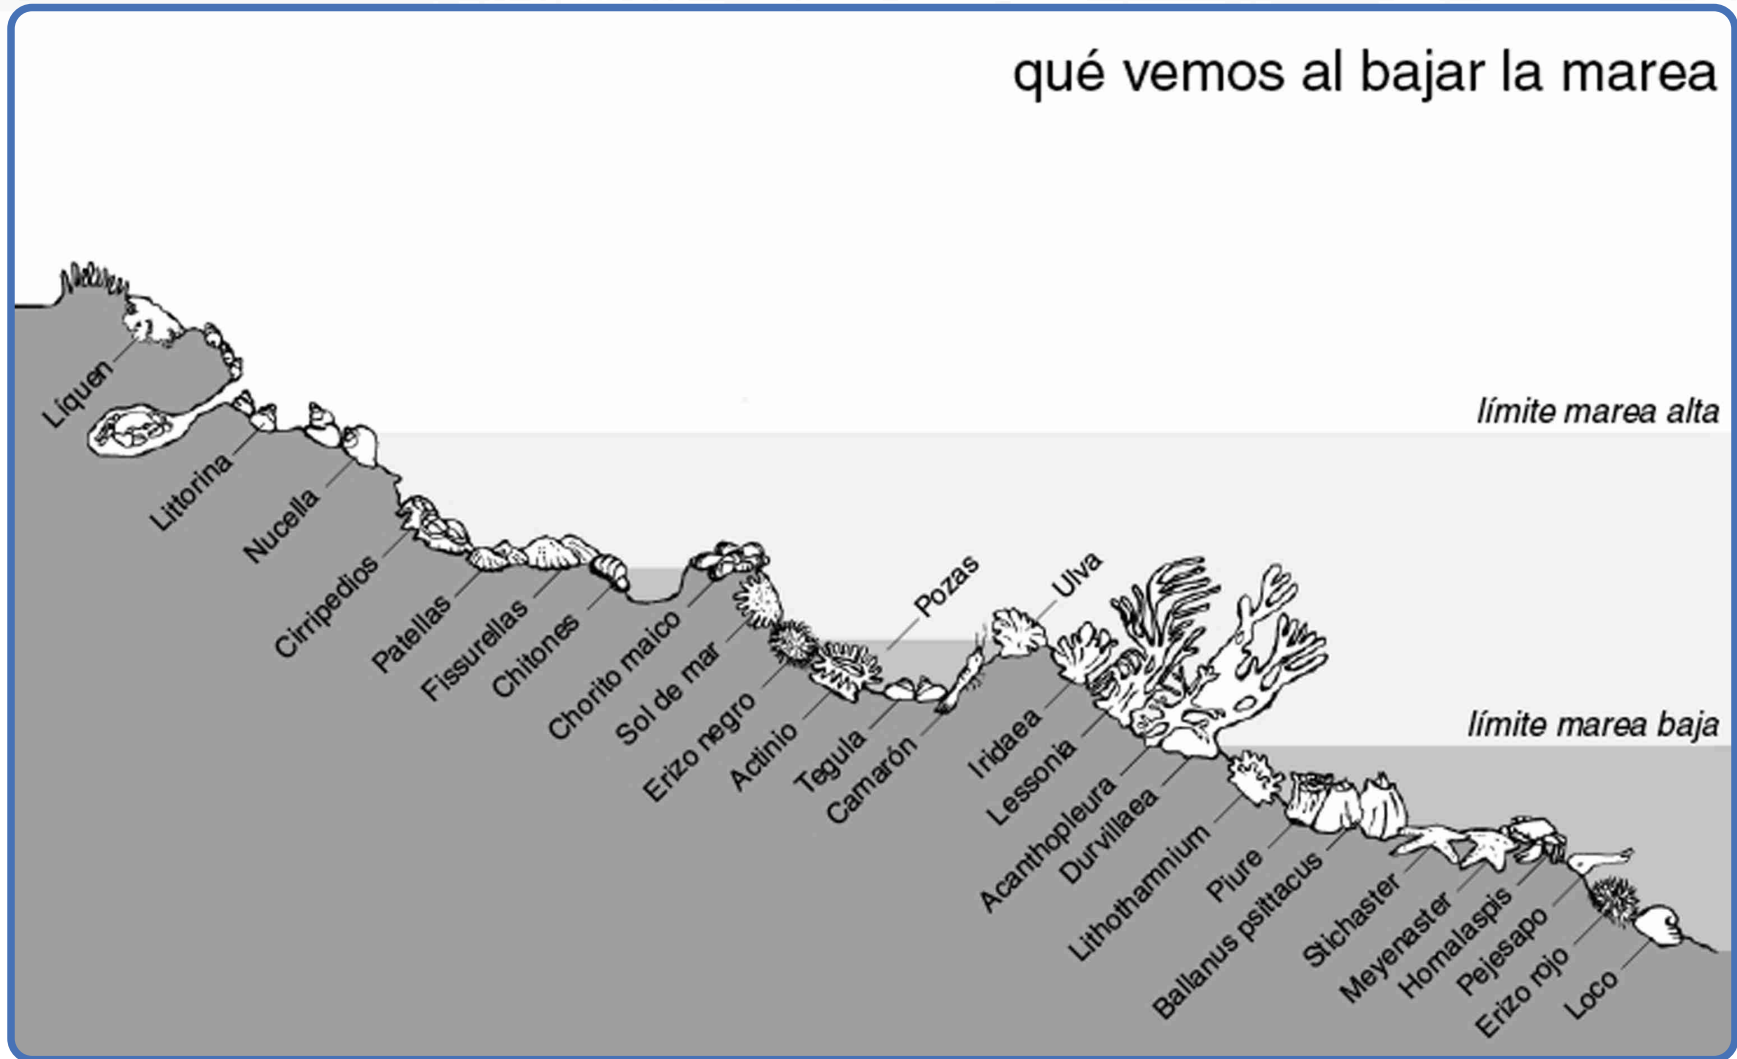 qué vemos al bajar la marea
límite marea alta
límite marea baja
Líquen
Littorina
Nucella
Cirripedios
Patellas
Fissurellas
Chitones
Chorito maico
Sol de mar
Erizo negro
Actinio
Tegula
Camarón
Pozas
Ulva
Iridaea
Lessonia
Acanthopleura
Durvillaea
Lithothamnium
Piure
Ballanus psittacus
Stichaster
Meyenaster
Homalaspis
Pejesapo
Erizo rojo
Loco